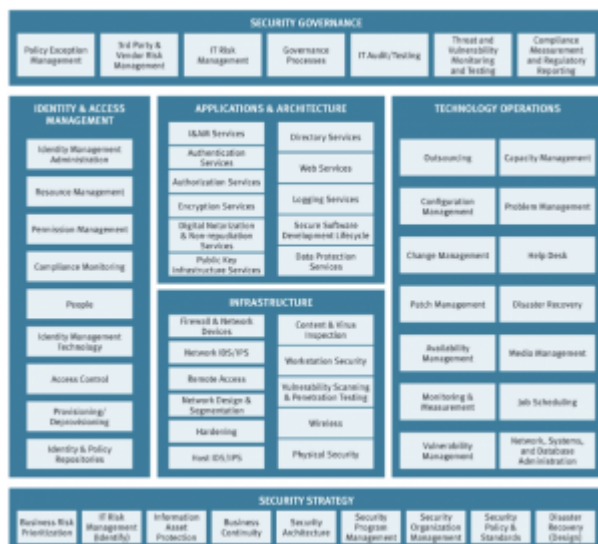 SECURITY GOVERNANCE
Policy Exception
Management
3rd Party &
Vendor Risk
Management
IT Risk
Management
Governance
Processes
IT Audit/Testing
Threat and
Vulnerability
Monitoring
and Testing
Compliance
Measurement
and Regulatory
Reporting
IDENTITY & ACCESS
MANAGEMENT
Identity Management
Administration
Resource Management
Permission Management
Compliance Monitoring
People
Identity Management
Technology
Access Control
Provisioning/
Deprovisioning
Identity & Policy
Repositories
APPLICATIONS & ARCHITECTURE
I&AM Services
Authentication
Services
Authorization Services
Encryption Services
Digital Notarization
& Non-repudiation
Services
Public Key
Infrastructure Services
Directory Services
Web Services
Logging Services
Secure Software
Development Lifecycle
Data Protection
Services
INFRASTRUCTURE
Firewall & Network
Devices
Network IDS/IPS
Remote Access
Network Design &
Segmentation
Hardening
Host IDS/IPS
Content & Virus
Inspection
Workstation Security
Vulnerability Scanning
& Penetration Testing
Wireless
Physical Security
TECHNOLOGY OPERATIONS
Outsourcing
Configuration
Management
Change Management
Patch Management
Availability
Management
Monitoring &
Measurement
Vulnerability
Management
Capacity Management
Problem Management
Help Desk
Disaster Recovery
Media Management
Job Scheduling
Network, Systems,
and Database
Administration
SECURITY STRATEGY
Business Risk
Prioritization
IT Risk
Management
(Identify)
Information
Asset
Protection
Business
Continuity
Security
Architecture
Security
Program
Management
Security
Organization
Management
Security
Policy &
Standards
Disaster
Recovery
(Design)